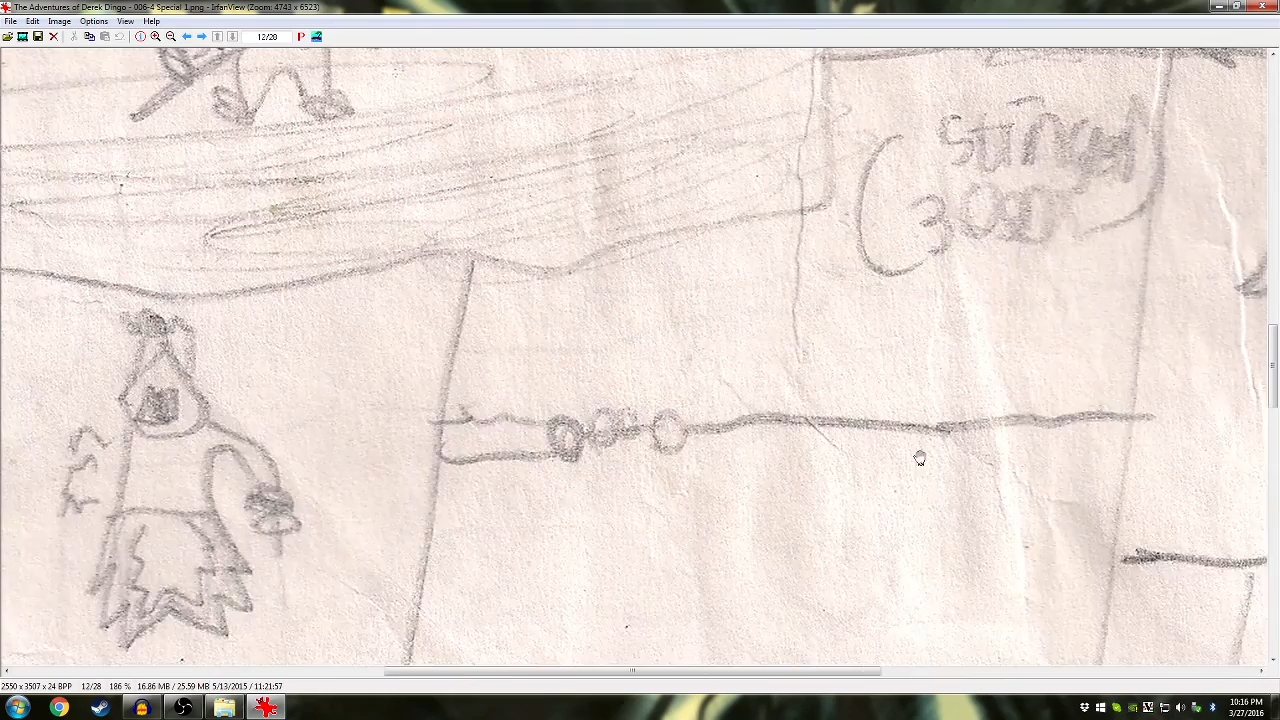 The Adventures of Derek Dingo - 006-4 Special 1.png - IrfanView (Zoom: 4743 x 6523)
File Edit Image Options View Help
12/28
3000
2550 x 3507 x 24 BPP 12/28 186 % 16.86 MB / 25.59 MB 5/13/2015 / 11:21:57
10:16 PM
3/27/2016